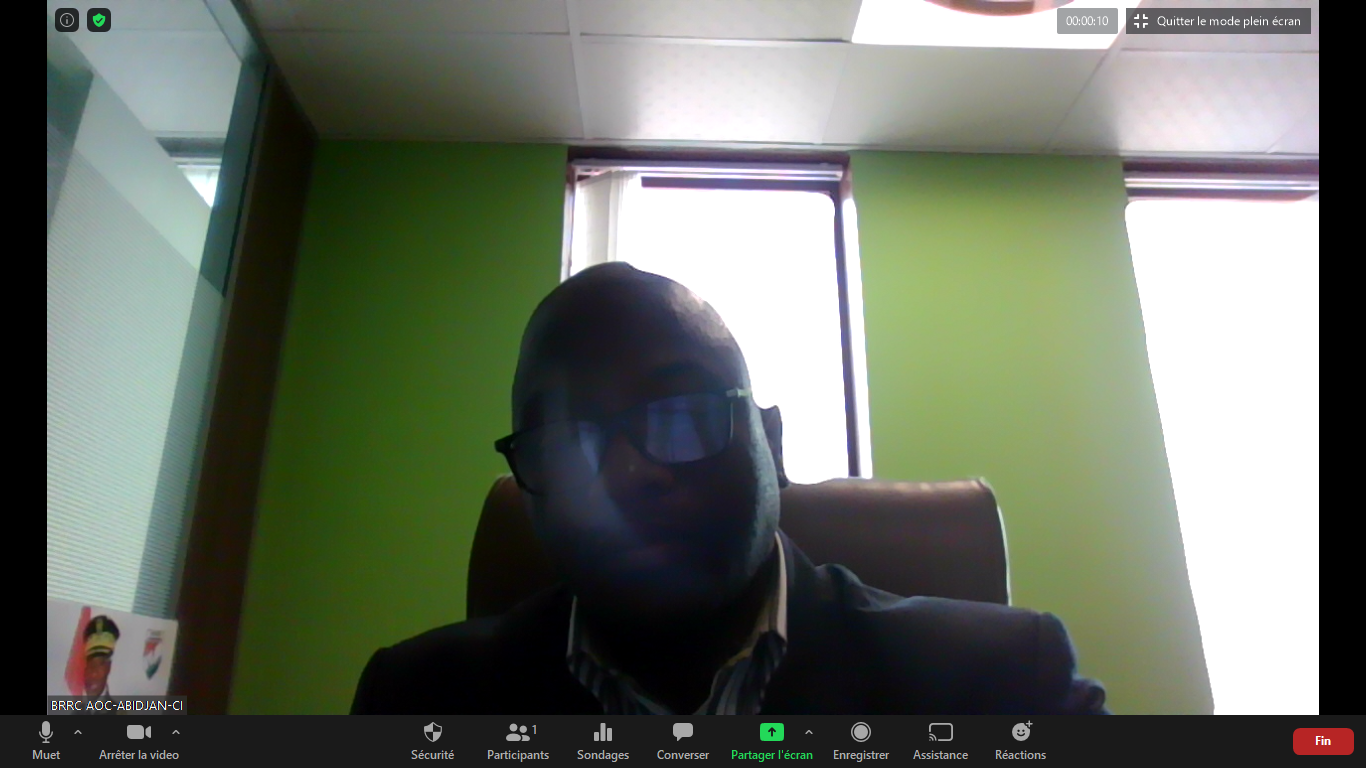 00:00:10
Quitter le mode plein écran
BRRC AOC-ABIDJAN-CI
Muet
Arrêter la video
Sécurité
1
Participants
Sondages
Converser
Partager l'écran
Enregistrer
Assistance
Réactions
Fin